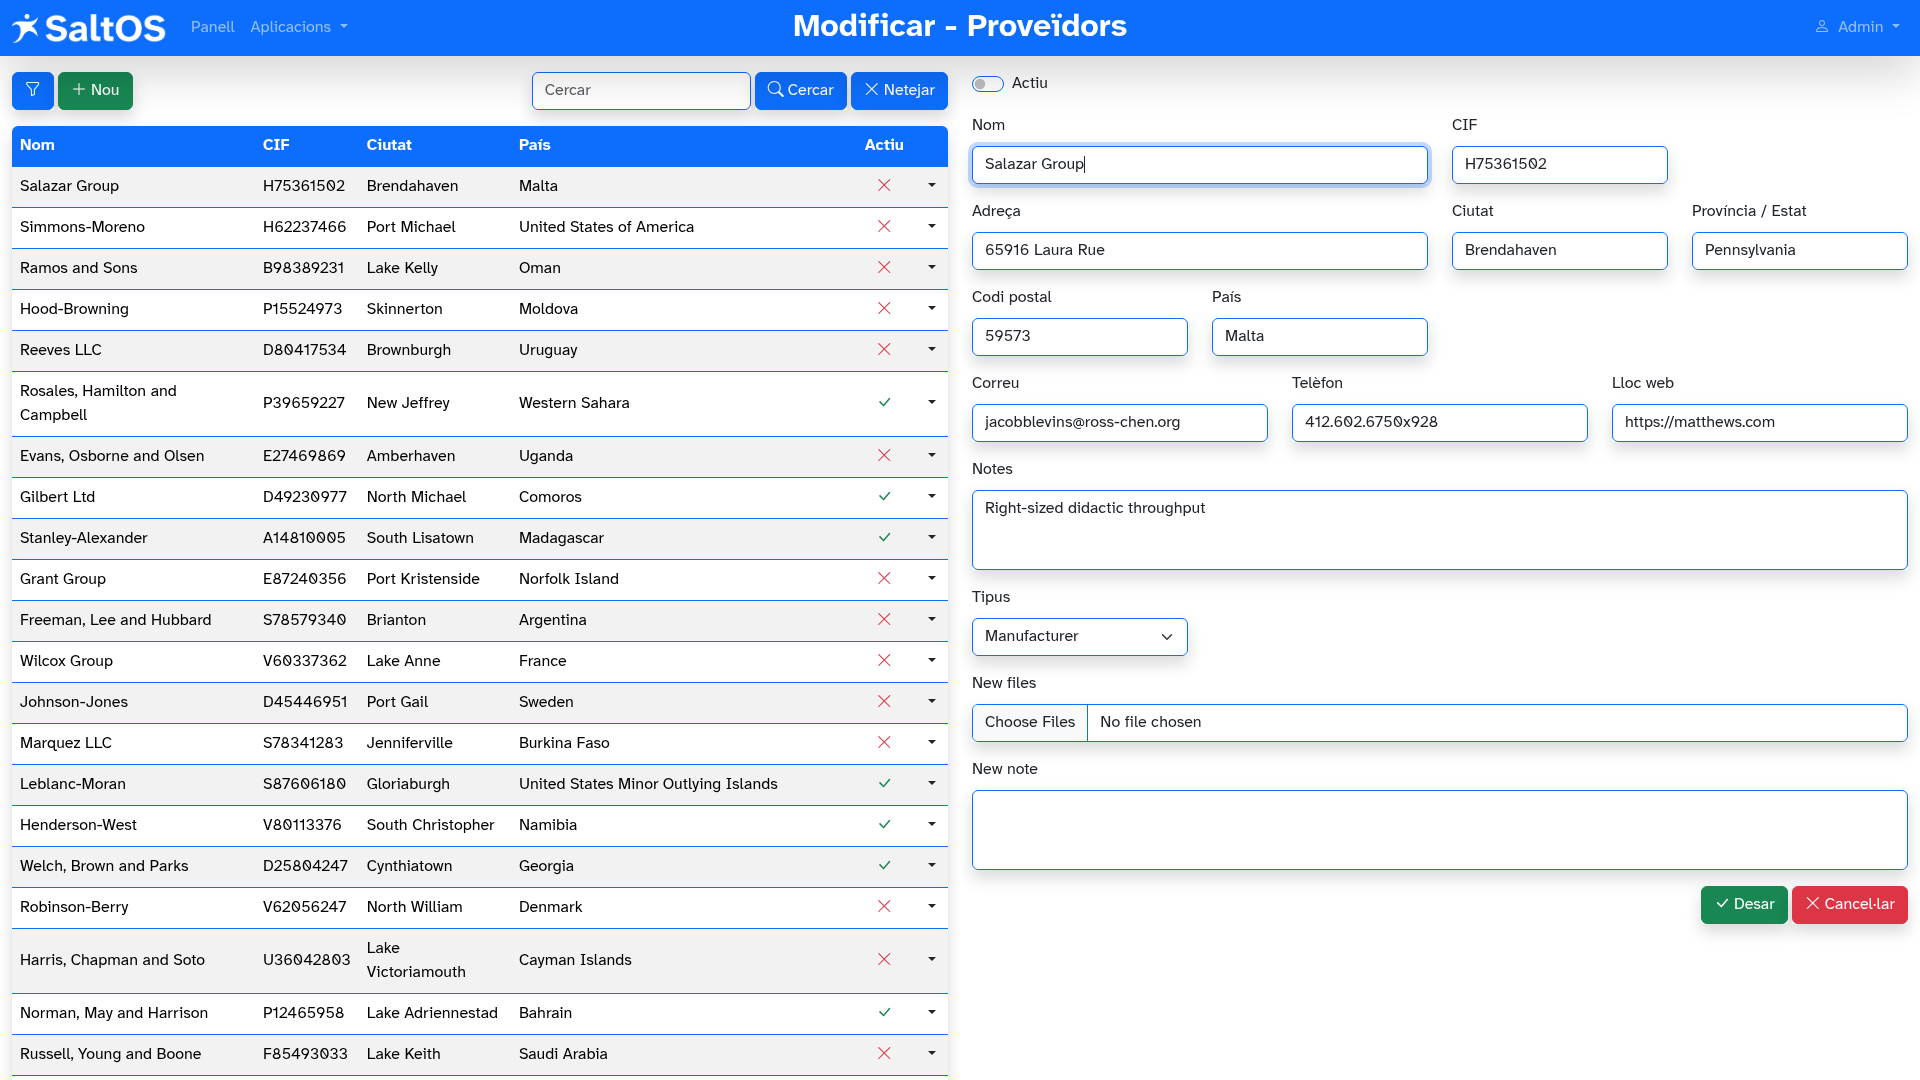 SaltOS
Panell
Aplicacions
Modificar - Proveïdors
Admin
Nou
Cercar
Cercar
Netejar
Nom CIF Ciutat País Actiu
Salazar Group H75361502 Brendahaven Malta
Simmons-Moreno H62237466 Port Michael United States of America
Ramos and Sons B98389231 Lake Kelly Oman
Hood-Browning P15524973 Skinnerton Moldova
Reeves LLC D80417534 Brownburgh Uruguay
Rosales, Hamilton and
Campbell P39659227 New Jeffrey Western Sahara
Evans, Osborne and Olsen E27469869 Amberhaven Uganda
Gilbert Ltd D49230977 North Michael Comoros
Stanley-Alexander A14810005 South Lisatown Madagascar
Grant Group E87240356 Port Kristenside Norfolk Island
Freeman, Lee and Hubbard S78579340 Brianton Argentina
Wilcox Group V60337362 Lake Anne France
Johnson-Jones D45446951 Port Gail Sweden
Marquez LLC S78341283 Jenniferville Burkina Faso
Leblanc-Moran S87606180 Gloriaburgh United States Minor Outlying Islands
Henderson-West V80113376 South Christopher Namibia
Welch, Brown and Parks D25804247 Cynthiatown Georgia
Robinson-Berry V62056247 North William Denmark
Harris, Chapman and Soto U36042803 Lake
Victoriamouth Cayman Islands
Norman, May and Harrison P12465958 Lake Adriennestad Bahrain
Russell, Young and Boone F85493033 Lake Keith Saudi Arabia
Actiu
Nom CIF
Salazar Group H75361502
Adreça Ciutat Província / Estat
65916 Laura Rue Brendahaven Pennsylvania
Codi postal País
59573 Malta
Correu Telèfon Lloc web
jacobblevins@ross-chen.org 412.602.6750x928 https://matthews.com
Notes
Right-sized didactic throughput
Tipus
Manufacturer
New files
Choose Files No file chosen
New note
Desar Cancel·lar